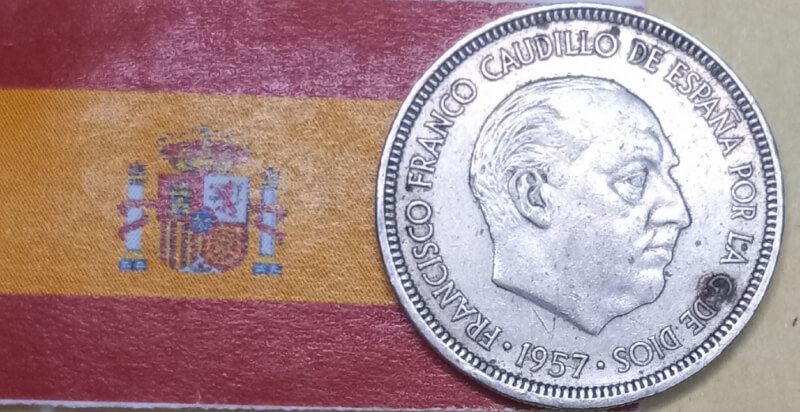 FRANCISCO FRANCO CAUDILLO DE ESPAÑA POR LA G. DE DIOS
· 1957 ·